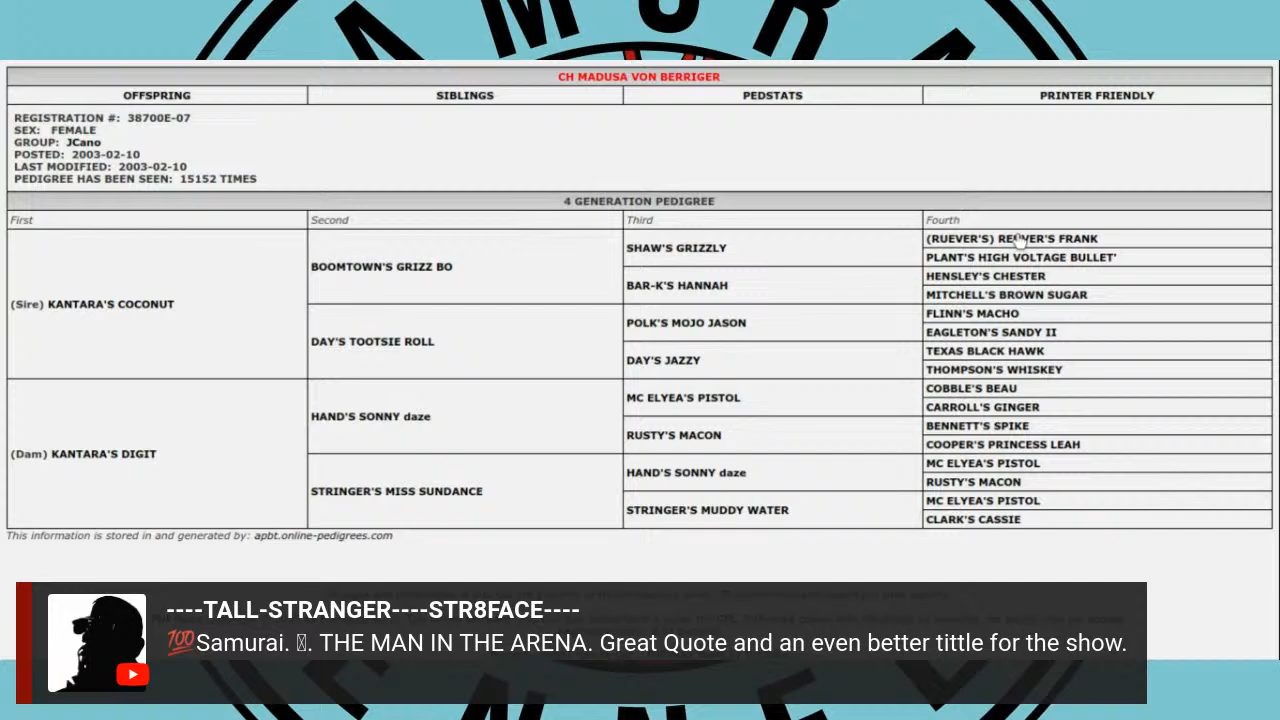 AMURA
CH MADUSA VON BERRIGER
OFFSPRING SIBLINGS PEDSTATS PRINTER FRIENDLY
REGISTRATION #: 38700E-07
SEX: FEMALE
GROUP: JCano
POSTED: 2003-02-10
LAST MODIFIED: 2003-02-10
PEDIGREE HAS BEEN SEEN: 15152 TIMES
4 GENERATION PEDIGREE
First Second Third Fourth
(Sire) KANTARA'S COCONUT
BOOMTOWN'S GRIZZ BO
SHAW'S GRIZZLY
(RUEVER'S) REUVER'S FRANK
PLANT'S HIGH VOLTAGE BULLET'
BAR-K'S HANNAH
HENSLEY'S CHESTER
MITCHELL'S BROWN SUGAR
DAY'S TOOTSIE ROLL
POLK'S MOJO JASON
FLINN'S MACHO
EAGLETON'S SANDY II
DAY'S JAZZY
TEXAS BLACK HAWK
THOMPSON'S WHISKEY
(Dam) KANTARA'S DIGIT
HAND'S SONNY daze
MC ELYEA'S PISTOL
COBBLE'S BEAU
CARROLL'S GINGER
RUSTY'S MACON
BENNETT'S SPIKE
COOPER'S PRINCESS LEAH
STRINGER'S MISS SUNDANCE
HAND'S SONNY daze
MC ELYEA'S PISTOL
RUSTY'S MACON
STRINGER'S MUDDY WATER
MC ELYEA'S PISTOL
CLARK'S CASSIE
This information is stored in and generated by: apbt.online-pedigrees.com
----TALL-STRANGER----STR8FACE----
💯Samurai. . THE MAN IN THE ARENA. Great Quote and an even better tittle for the show.